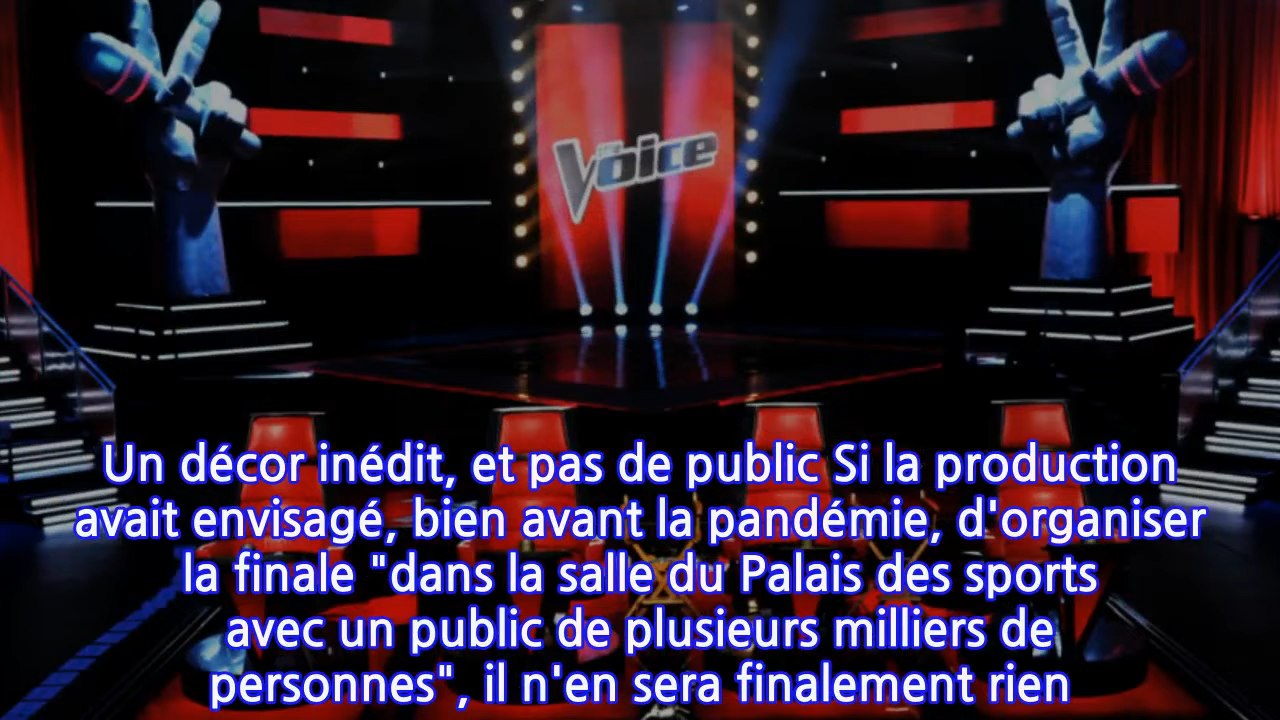 The Voice
Un décor inédit, et pas de public Si la production
avait envisagé, bien avant la pandémie, d'organiser
la finale "dans la salle du Palais des sports
avec un public de plusieurs milliers de
personnes", il n'en sera finalement rien